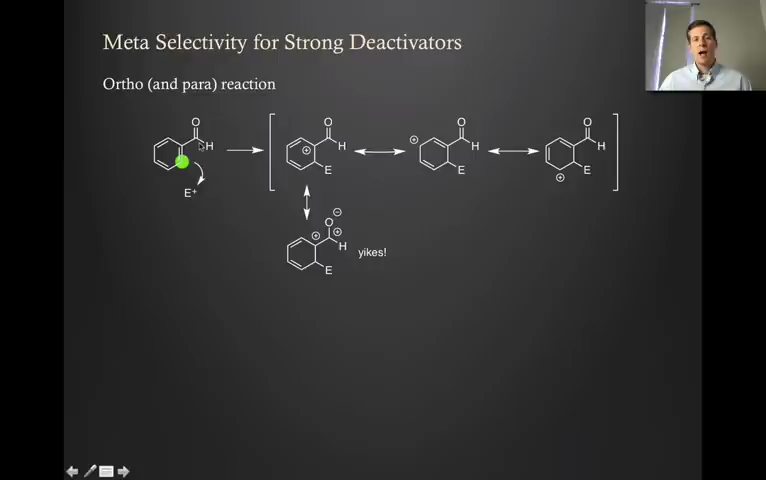 Meta Selectivity for Strong Deactivators
Ortho (and para) reaction
O
H
E+
O
H
E
+
O
H
E
+
O
H
E
+
O −
+
+
H
E
yikes!